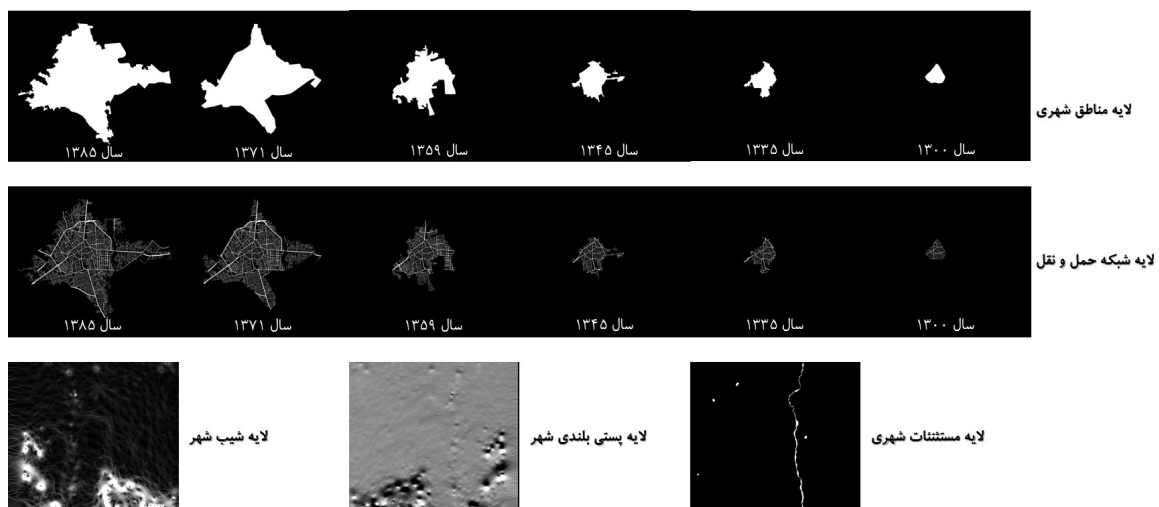 لایه مناطق شهری
سال ۱۳۰۰
سال ۱۳۳۵
سال ۱۳۴۵
سال ۱۳۵۹
سال ۱۳۷۱
سال ۱۳۸۵
لایه شبکه حمل و نقل
سال ۱۳۰۰
سال ۱۳۳۵
سال ۱۳۴۵
سال ۱۳۵۹
سال ۱۳۷۱
سال ۱۳۸۵
لایه مستثنئات شهری
لایه پستی بلندی شهر
لایه شیب شهر